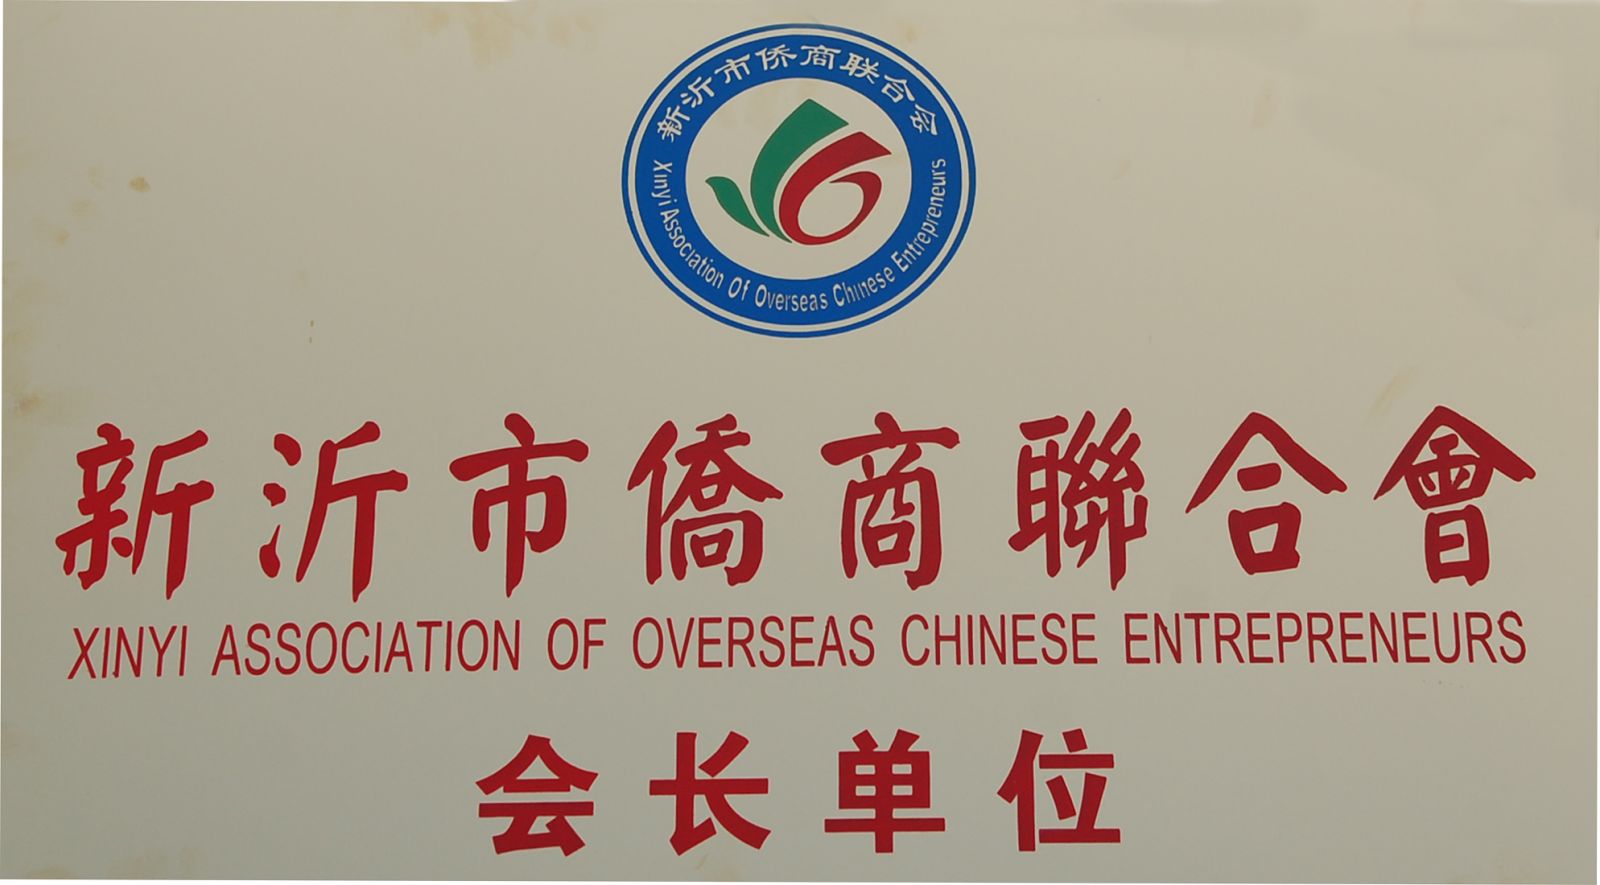 新沂市侨商联合会
Xinyi Association Of Overseas Chinese Entrepreneurs
新沂市僑商聯合會
XINYI ASSOCIATION OF OVERSEAS CHINESE ENTREPRENEURS
会长单位